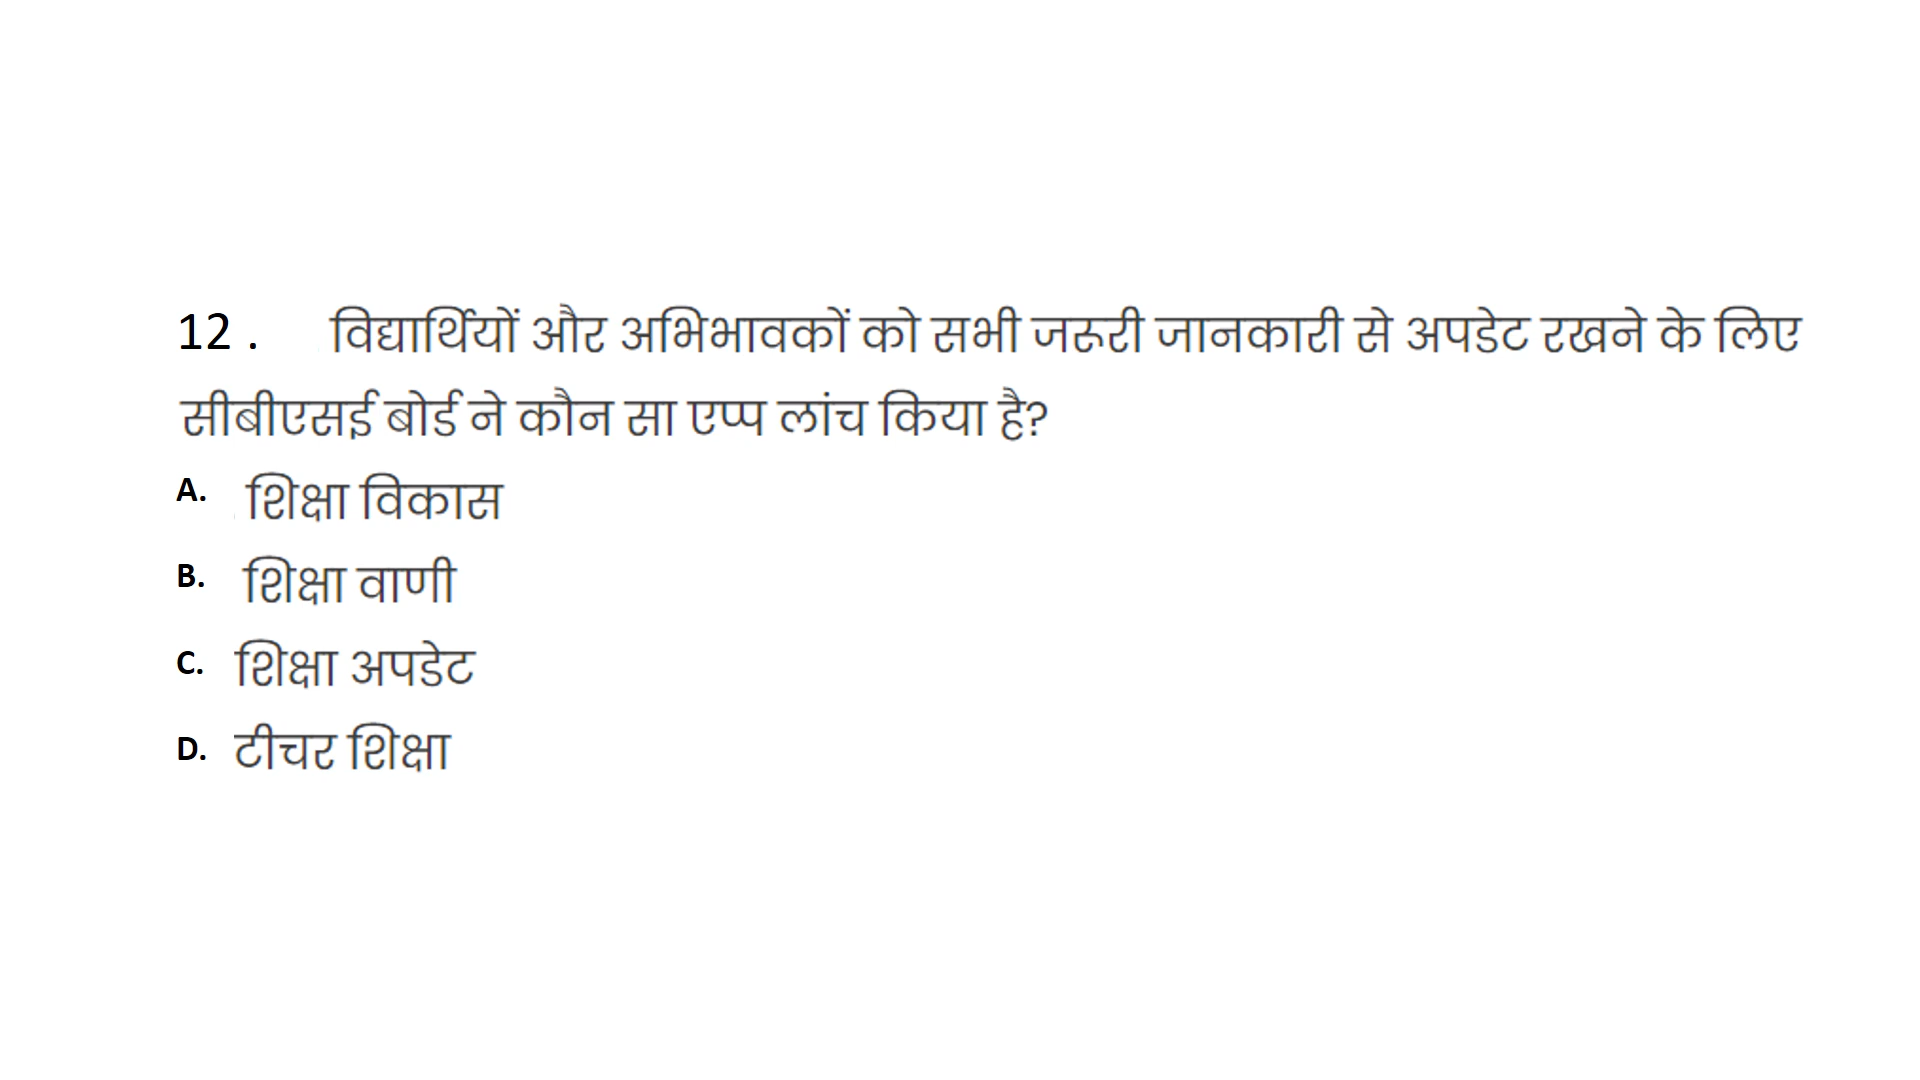 12 . विद्यार्थियों और अभिभावकों को सभी जरूरी जानकारी से अपडेट रखने के लिए
सीबीएसई बोर्ड ने कौन सा एप्प लांच किया है?
A. शिक्षा विकास
B. शिक्षा वाणी
C. शिक्षा अपडेट
D. टीचर शिक्षा